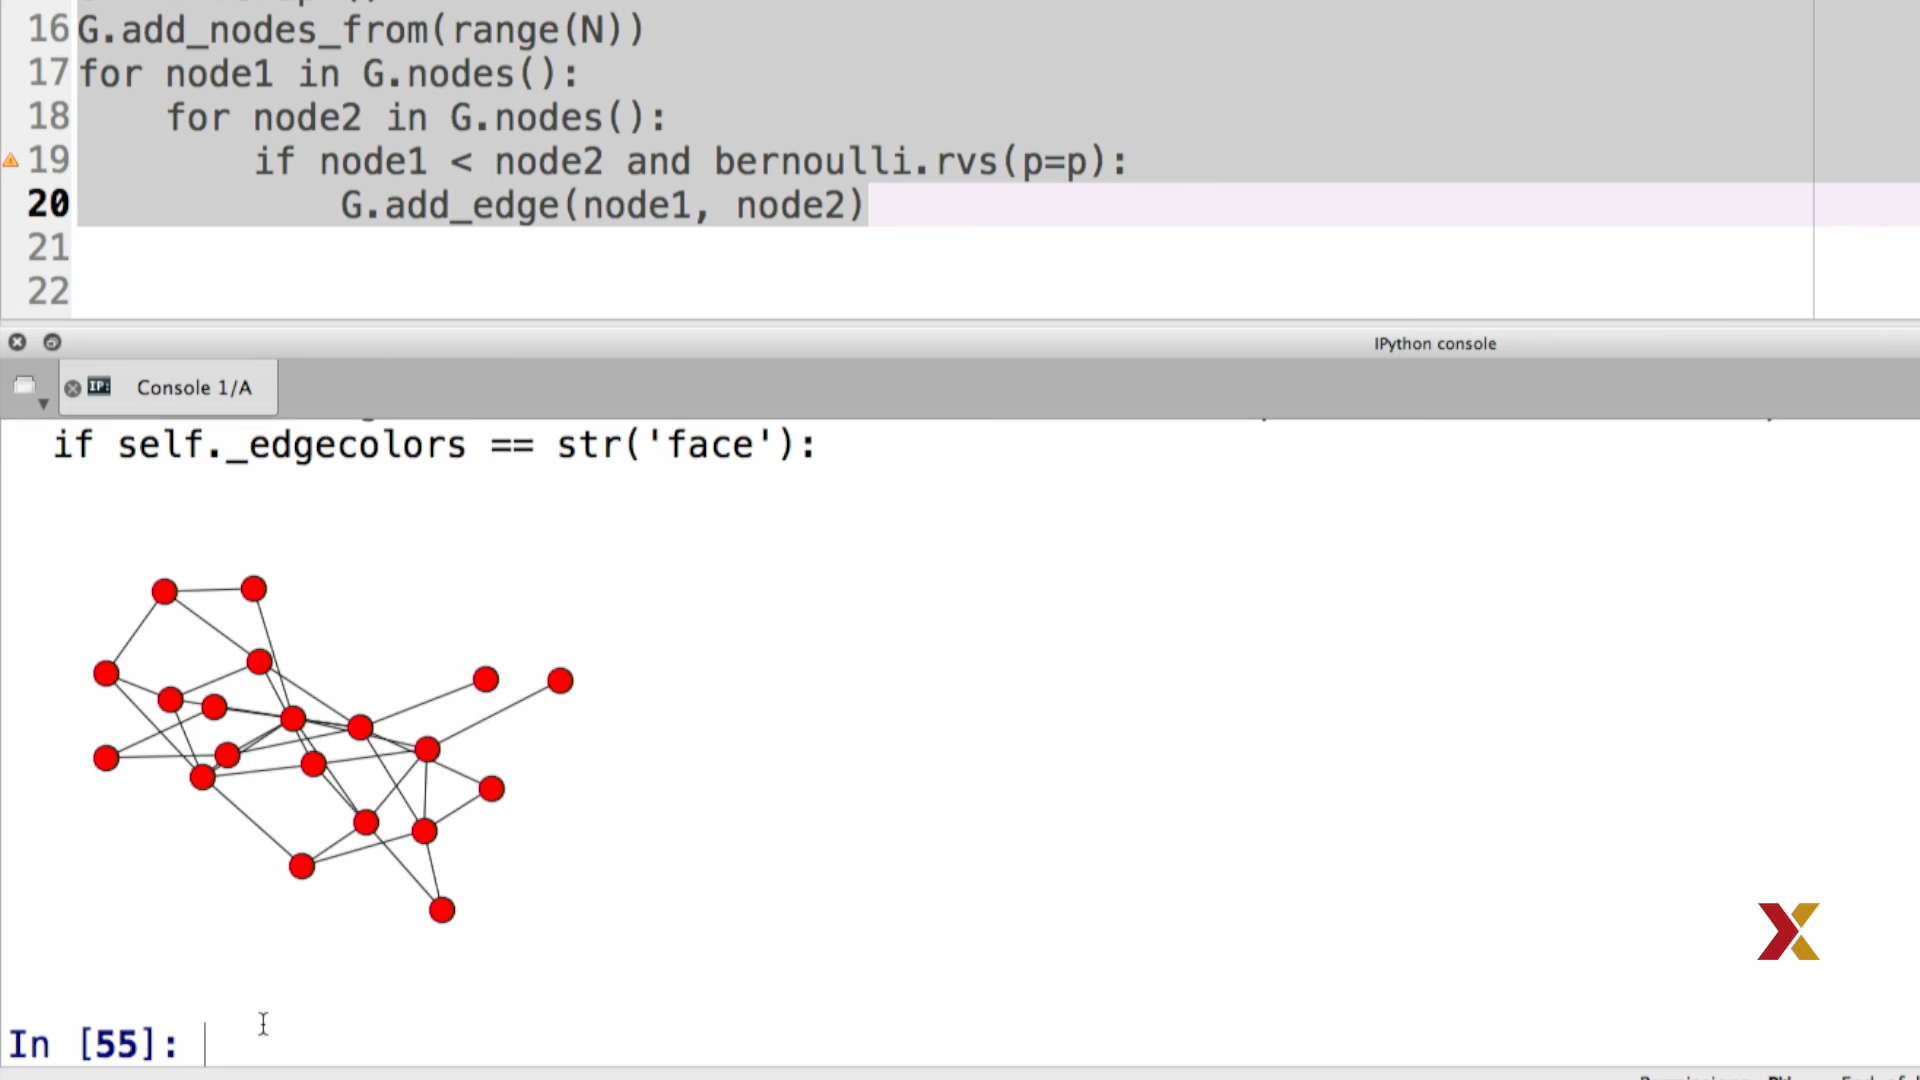 16 G.add_nodes_from(range(N))
17 for node1 in G.nodes():
18     for node2 in G.nodes():
19         if node1 < node2 and bernoulli.rvs(p=p):
20             G.add_edge(node1, node2)
21
22
IPython console
IP: Console 1/A
if self._edgecolors == str('face'):
X
In [55]: